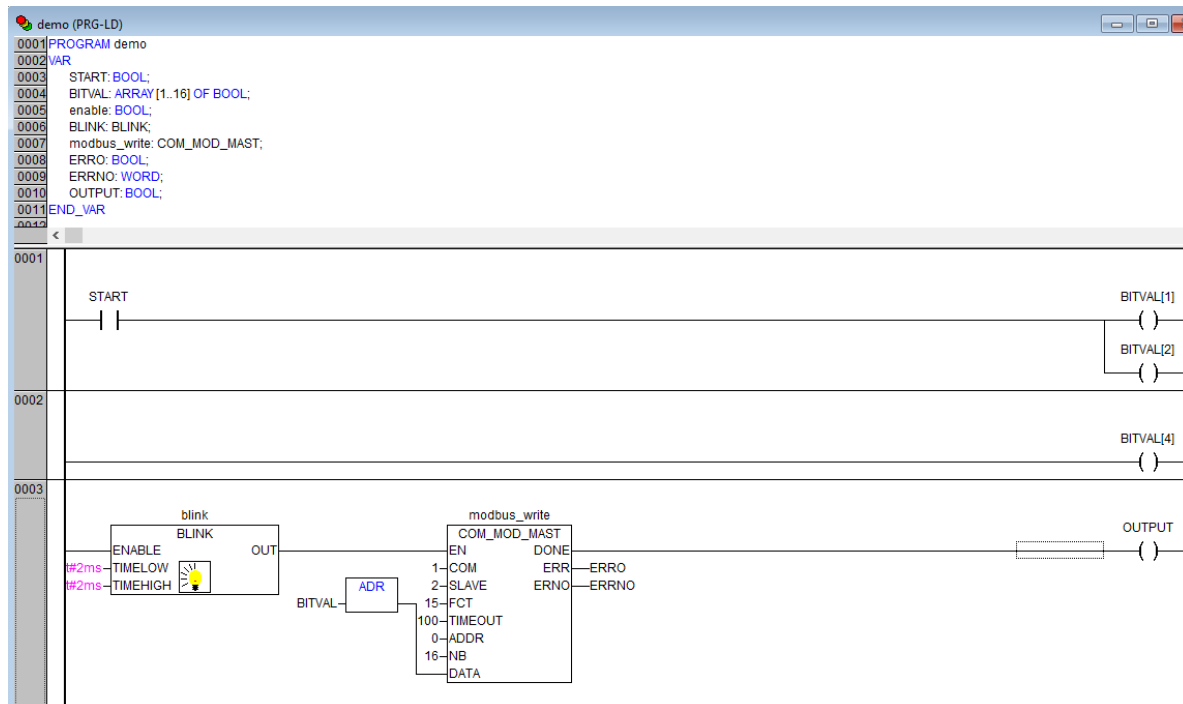 demo (PRG-LD)
0001 PROGRAM demo
0002 VAR
0003 START: BOOL;
0004 BITVAL: ARRAY [1..16] OF BOOL;
0005 enable: BOOL;
0006 BLINK: BLINK;
0007 modbus_write: COM_MOD_MAST;
0008 ERRO: BOOL;
0009 ERRNO: WORD;
0010 OUTPUT: BOOL;
0011 END_VAR
0012
0001
START BITVAL[1]
BITVAL[2]
0002
BITVAL[4]
0003
blink modbus_write OUTPUT
BLINK COM_MOD_MAST
ENABLE OUT EN DONE
t#2ms TIMELOW 1 COM ERR ERRO
t#2ms TIMEHIGH ADR 2 SLAVE ERNO ERRNO
BITVAL 15 FCT
100 TIMEOUT
0 ADDR
16 NB
DATA